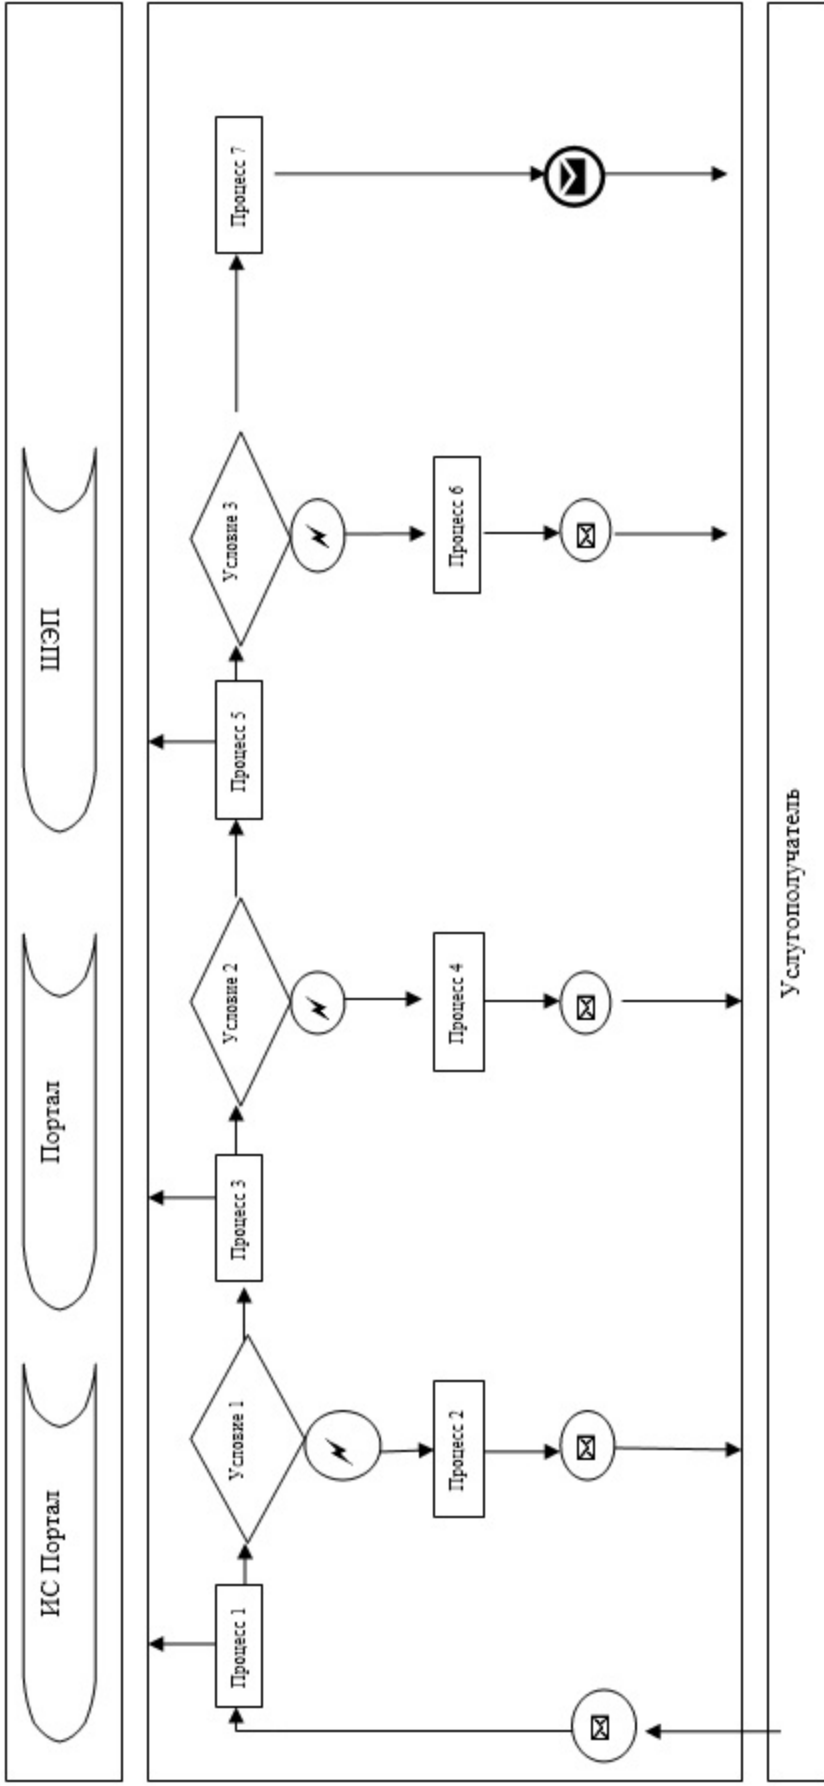 ИС Портал
Портал
ШЭП
Процесс 1
Условие 1
Процесс 3
Условие 2
Процесс 5
Условие 3
Процесс 7
Процесс 2
Процесс 4
Процесс 6
Услугополучатель